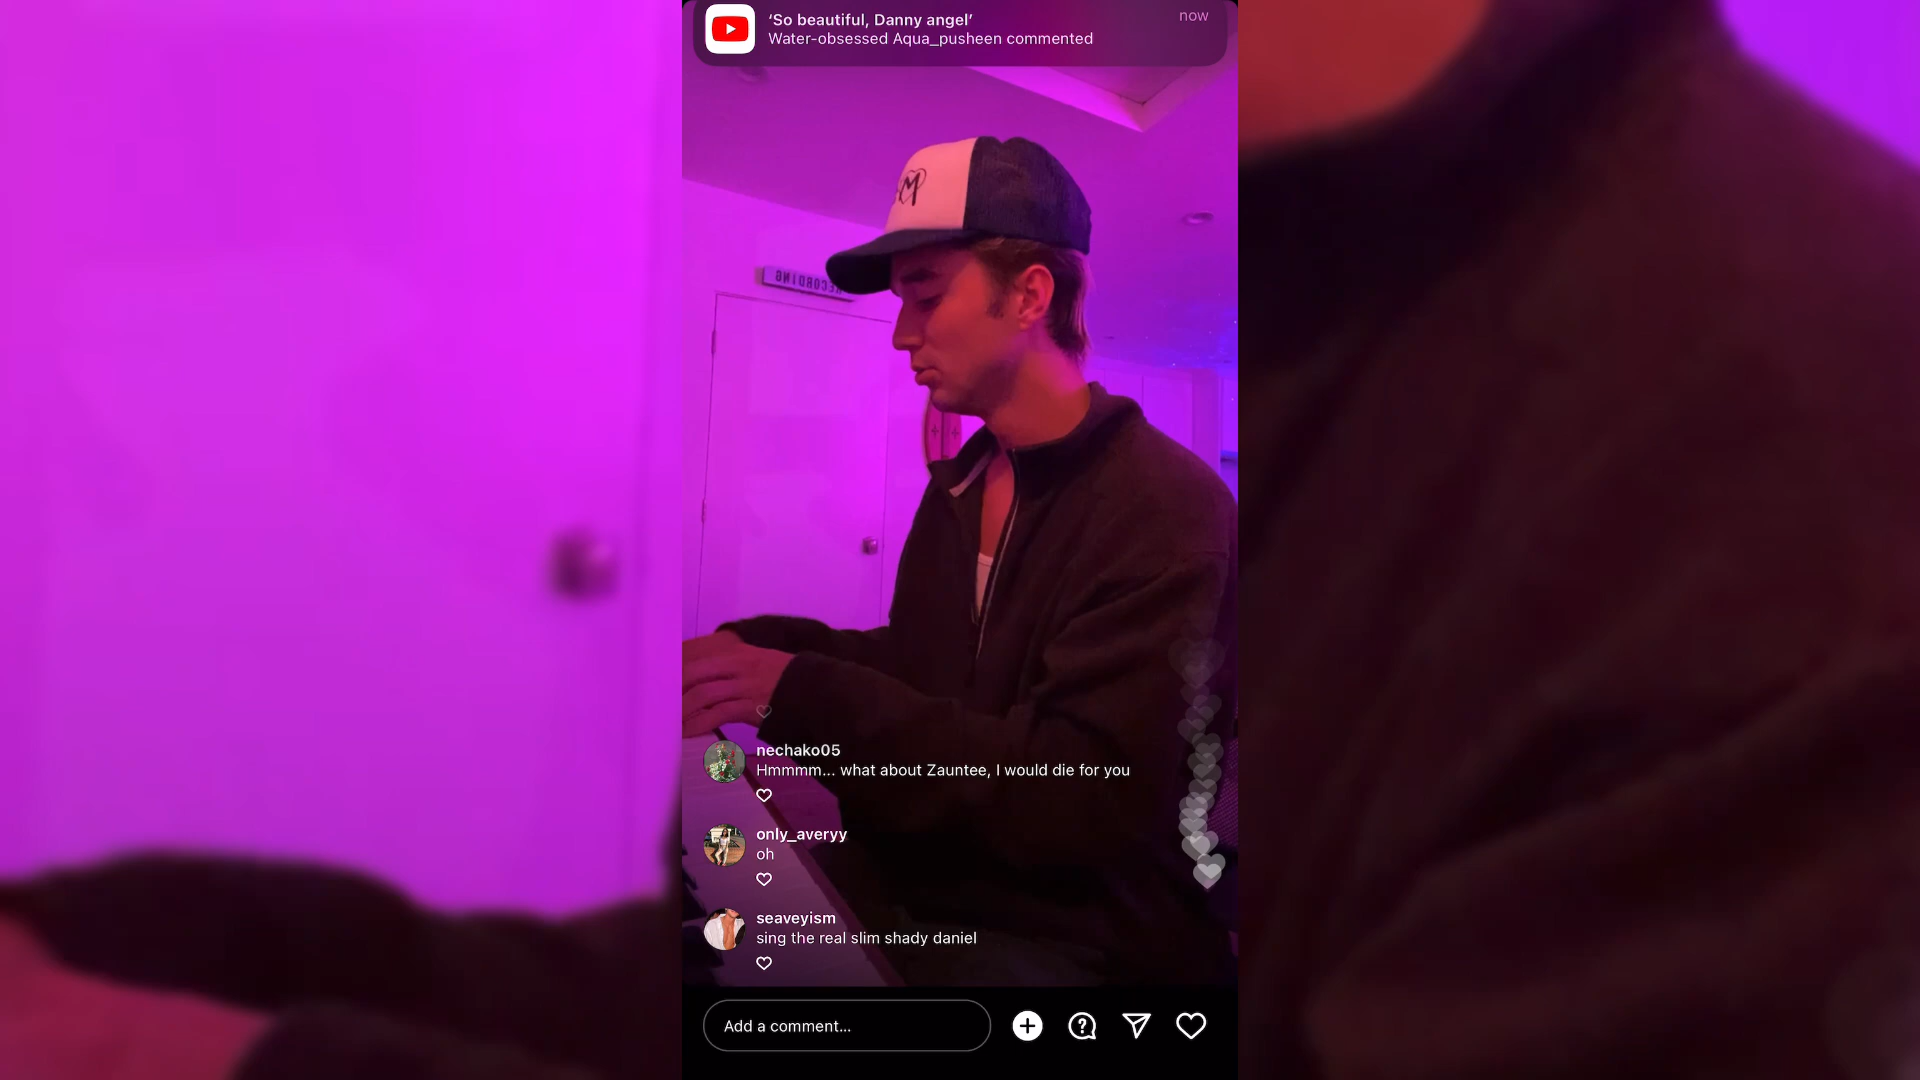 ‘So beautiful, Danny angel’
now
Water-obsessed Aqua_pusheen commented
M
RECORDING
nechako05
Hmmmm... what about Zauntee, I would die for you
only_averyy
oh
seaveyism
sing the real slim shady daniel
Add a comment...